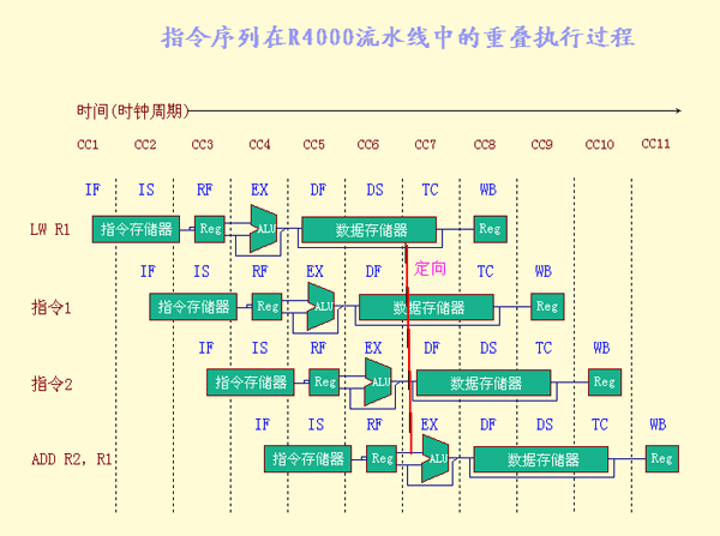 指令序列在R4000流水线中的重叠执行过程
时间(时钟周期)
CC1 CC2 CC3 CC4 CC5 CC6 CC7 CC8 CC9 CC10 CC11
IF IS RF EX DF DS TC WB
LW R1 指令存储器 Reg ALU 数据存储器 Reg
定向
IF IS RF EX DF TC WB
指令1 指令存储器 Reg ALU 数据存储器 Reg
IF IS RF EX DF DS TC WB
指令2 指令存储器 Reg ALU 数据存储器 Reg
IF IS RF EX DF DS TC WB
ADD R2, R1 指令存储器 Reg ALU 数据存储器 Reg